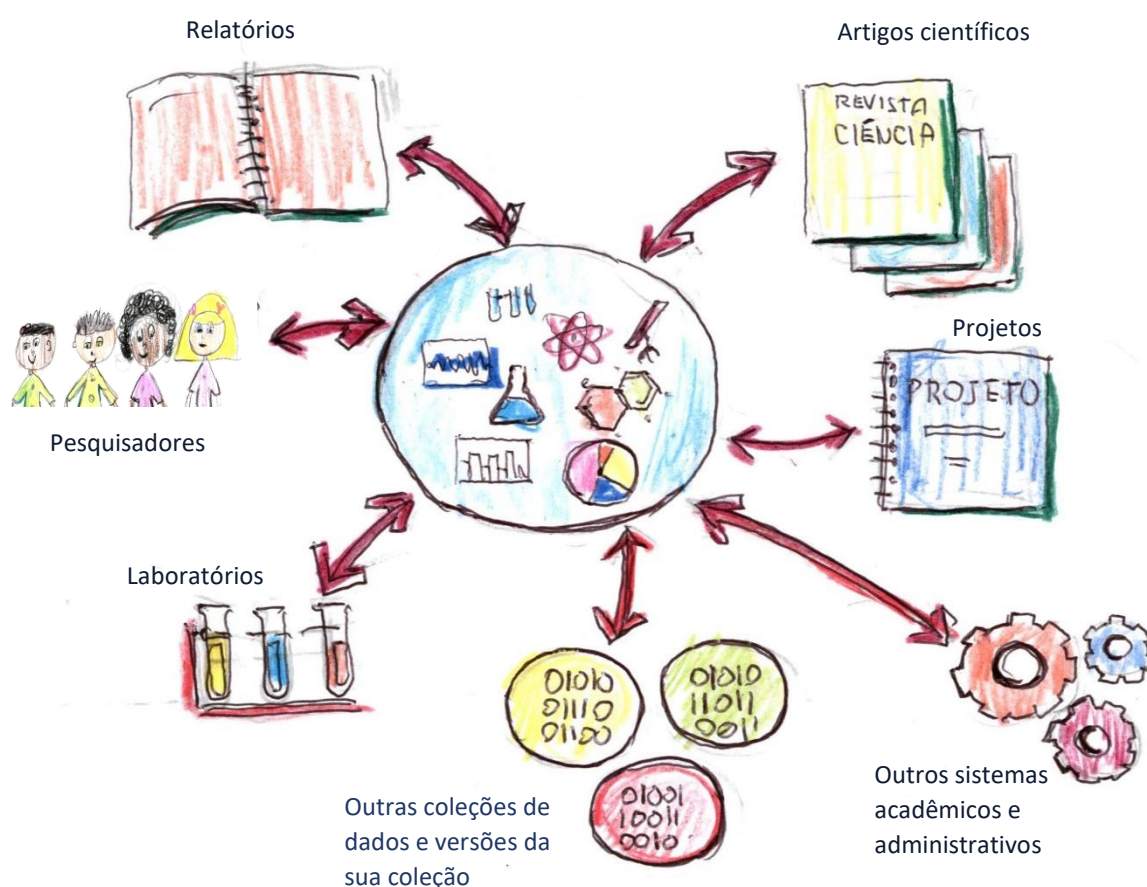 Relatórios
Artigos científicos
REVISTA
CIÊNCIA
Projetos
PROJETO
Pesquisadores
Laboratórios
01010
01110
01100
01010
11011
0011
01001
10011
0010
Outras coleções de
dados e versões da
sua coleção
Outros sistemas
acadêmicos e
administrativos